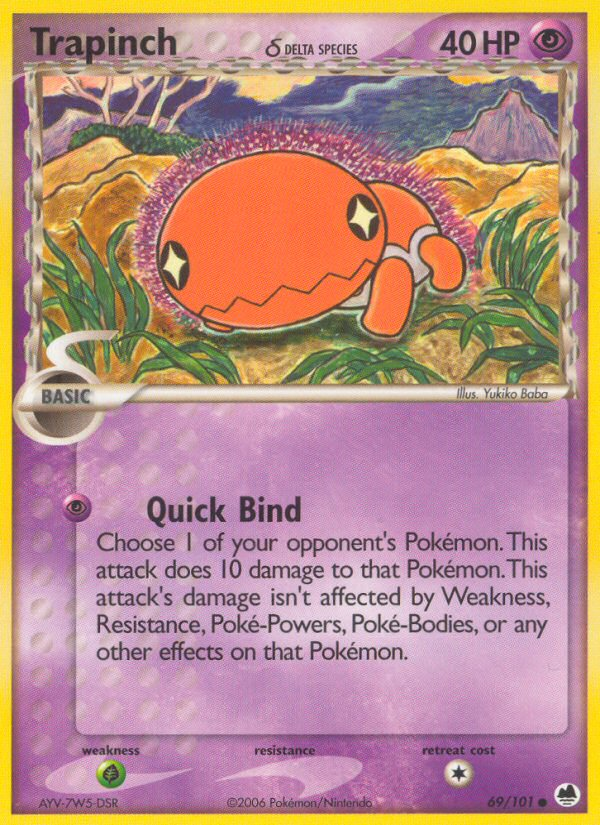 Trapinch δ DELTA SPECIES 40 HP
BASIC
Illus. Yukiko Baba
Quick Bind
Choose 1 of your opponent's Pokémon. This
attack does 10 damage to that Pokémon. This
attack's damage isn't affected by Weakness,
Resistance, Poké-Powers, Poké-Bodies, or any
other effects on that Pokémon.
weakness resistance retreat cost
AYV-7W5-DSR ©2006 Pokémon/Nintendo 69/101